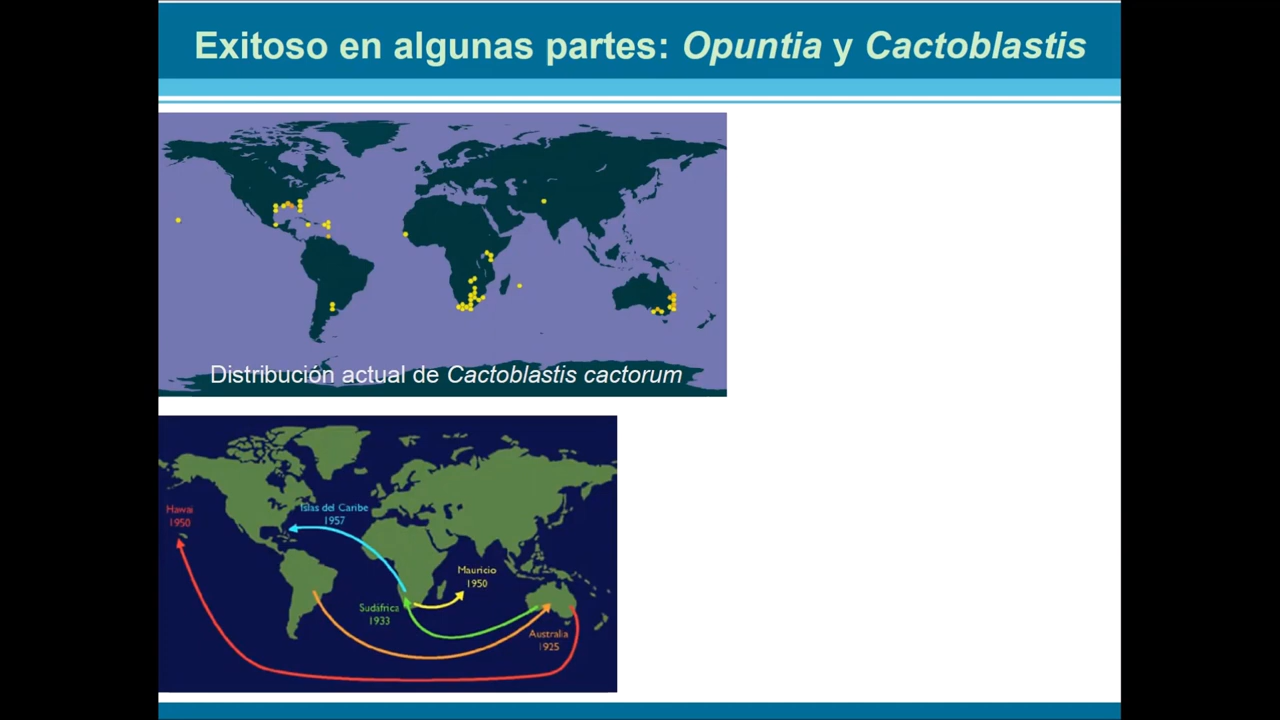 Exitoso en algunas partes: Opuntia y Cactoblastis
Distribución actual de Cactoblastis cactorum
Hawai
1950
Islas del Caribe
1957
Mauricio
1950
Sudáfrica
1933
Australia
1925